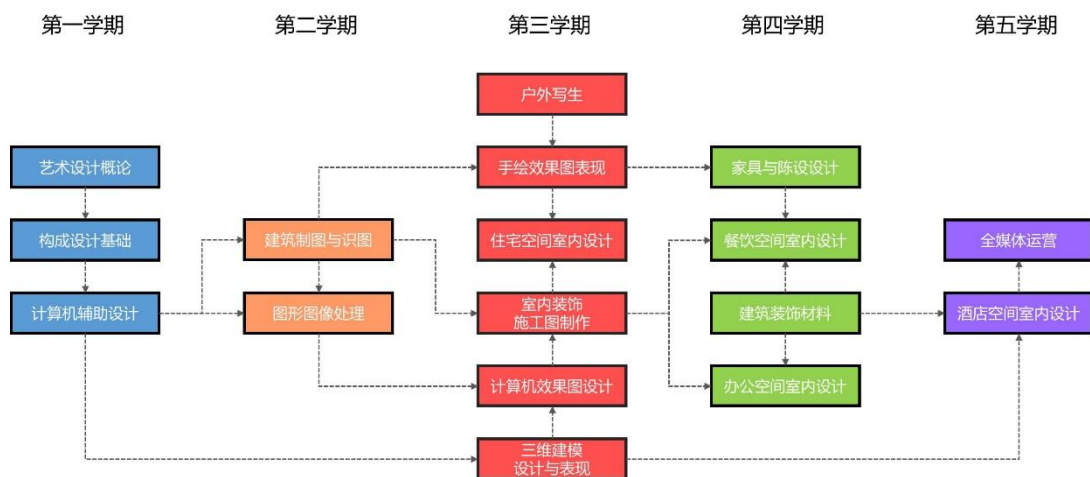 第一学期
第二学期
第三学期
第四学期
第五学期
户外写生
艺术设计概论
手绘效果图表现
家具与陈设设计
构成设计基础
建筑制图与识图
住宅空间室内设计
餐饮空间室内设计
全媒体运营
计算机辅助设计
图形图像处理
室内装饰
施工图制作
建筑装饰材料
酒店空间室内设计
计算机效果图设计
办公空间室内设计
三维建模
设计与表现